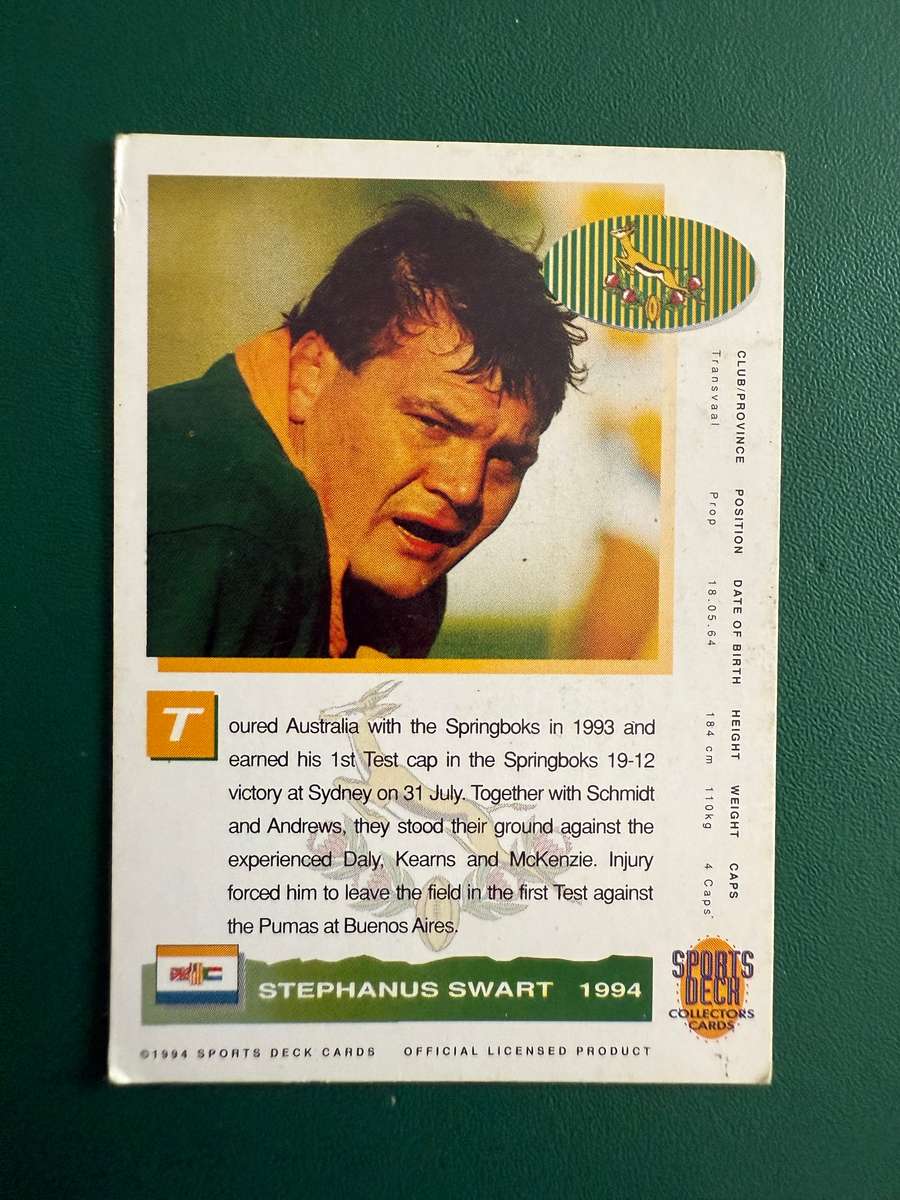 CLUB/PROVINCE POSITION DATE OF BIRTH HEIGHT WEIGHT CAPS
Transvaal Prop 18.05.64 184 cm 110kg 4 Caps
Toured Australia with the Springboks in 1993 and
earned his 1st Test cap in the Springboks 19-12
victory at Sydney on 31 July. Together with Schmidt
and Andrews, they stood their ground against the
experienced Daly, Kearns and McKenzie. Injury
forced him to leave the field in the first Test against
the Pumas at Buenos Aires.
STEPHANUS SWART 1994
SPORTS
DECK
COLLECTORS
CARDS
©1994 SPORTS DECK CARDS OFFICIAL LICENSED PRODUCT